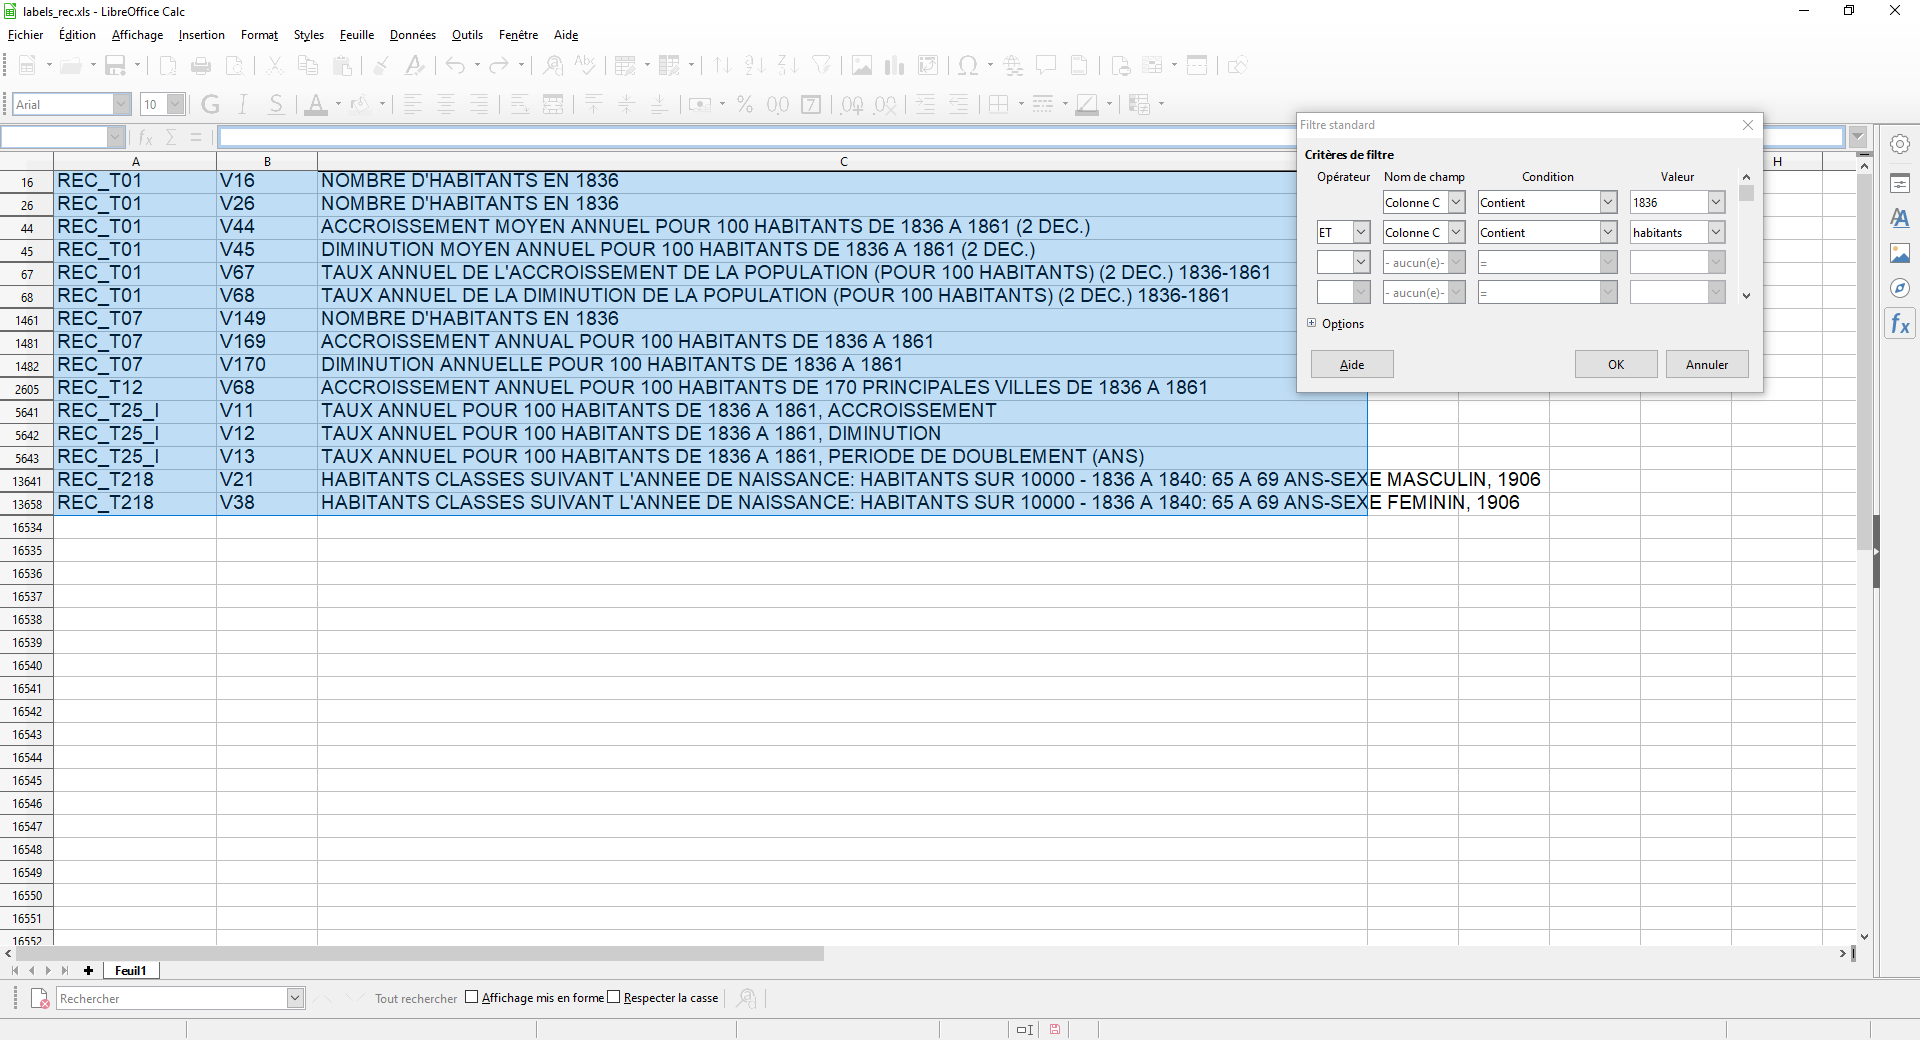 labels_rec.xls - LibreOffice Calc
Fichier Édition Affichage Insertion Format Styles Feuille Données Outils Fenêtre Aide
Arial 10 G I S A
Filtre standard
Critères de filtre
Opérateur Nom de champ Condition Valeur
Colonne C Contient 1836
ET Colonne C Contient habitants
- aucun(e)- =
- aucun(e)- =
Options
Aide OK Annuler
A B C H
16 REC_T01 V16 NOMBRE D'HABITANTS EN 1836
26 REC_T01 V26 NOMBRE D'HABITANTS EN 1836
44 REC_T01 V44 ACCROISSEMENT MOYEN ANNUEL POUR 100 HABITANTS DE 1836 A 1861 (2 DEC.)
45 REC_T01 V45 DIMINUTION MOYEN ANNUEL POUR 100 HABITANTS DE 1836 A 1861 (2 DEC.)
67 REC_T01 V67 TAUX ANNUEL DE L'ACCROISSEMENT DE LA POPULATION (POUR 100 HABITANTS) (2 DEC.) 1836-1861
68 REC_T01 V68 TAUX ANNUEL DE LA DIMINUTION DE LA POPULATION (POUR 100 HABITANTS) (2 DEC.) 1836-1861
1461 REC_T07 V149 NOMBRE D'HABITANTS EN 1836
1481 REC_T07 V169 ACCROISSEMENT ANNUAL POUR 100 HABITANTS DE 1836 A 1861
1482 REC_T07 V170 DIMINUTION ANNUELLE POUR 100 HABITANTS DE 1836 A 1861
2605 REC_T12 V68 ACCROISSEMENT ANNUEL POUR 100 HABITANTS DE 170 PRINCIPALES VILLES DE 1836 A 1861
5641 REC_T25_I V11 TAUX ANNUEL POUR 100 HABITANTS DE 1836 A 1861, ACCROISSEMENT
5642 REC_T25_I V12 TAUX ANNUEL POUR 100 HABITANTS DE 1836 A 1861, DIMINUTION
5643 REC_T25_I V13 TAUX ANNUEL POUR 100 HABITANTS DE 1836 A 1861, PERIODE DE DOUBLEMENT (ANS)
13641 REC_T218 V21 HABITANTS CLASSES SUIVANT L'ANNEE DE NAISSANCE: HABITANTS SUR 10000 - 1836 A 1840: 65 A 69 ANS-SEXE MASCULIN, 1906
13658 REC_T218 V38 HABITANTS CLASSES SUIVANT L'ANNEE DE NAISSANCE: HABITANTS SUR 10000 - 1836 A 1840: 65 A 69 ANS-SEXE FEMININ, 1906
16534
16535
16536
16537
16538
16539
16540
16541
16542
16543
16544
16545
16546
16547
16548
16549
16550
16551
16552
Feuil1
Rechercher Tout rechercher Affichage mis en forme Respecter la casse